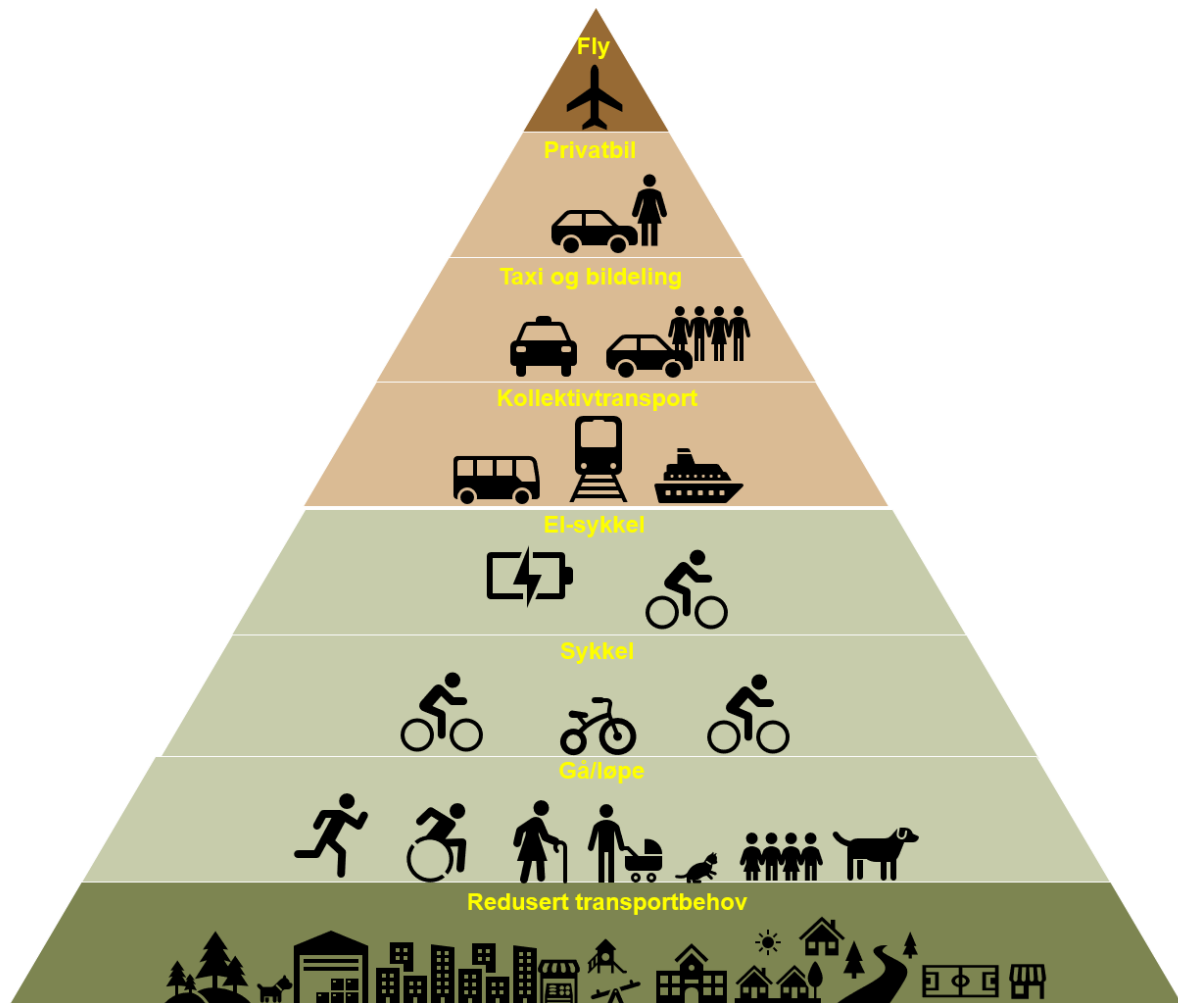 Fly
Privatbil
Taxi og bildeling
Kollektivtransport
El-sykkel
Sykkel
Gå/løpe
Redusert transportbehov